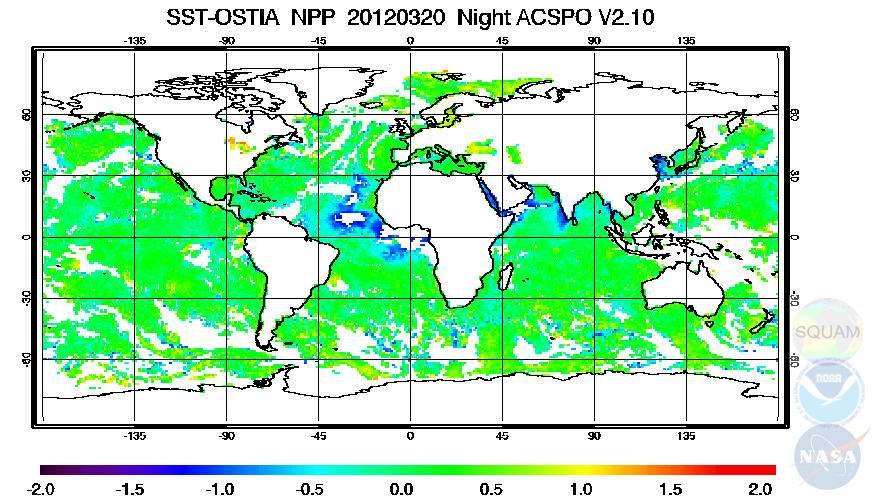 SST-OSTIA NPP 20120320 Night ACSPO V2.10
-135 -90 -45 0 45 90 135
60 60
30 30
0 0
-30 -30
-60 -60
-135 -90 -45 0 45 90 135
SQUAM
NOAA
NASA
-2.0 -1.5 -1.0 -0.5 0.0 0.5 1.0 1.5 2.0